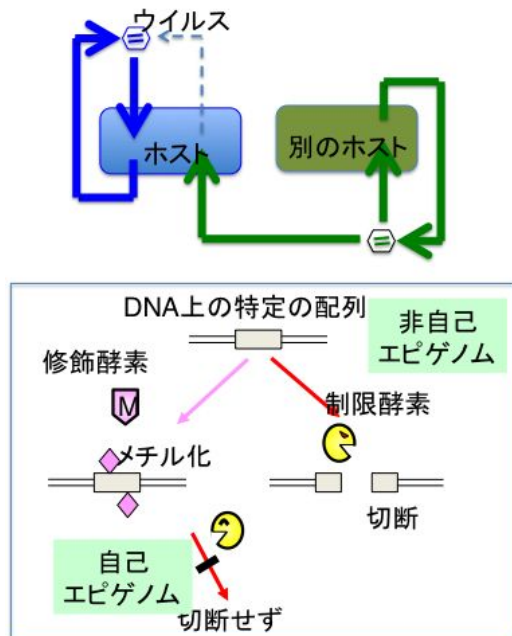 ウイルス
ホスト
別のホスト
DNA上の特定の配列
非自己
エピゲノム
修飾酵素
M
制限酵素
メチル化
切断
自己
エピゲノム
切断せず